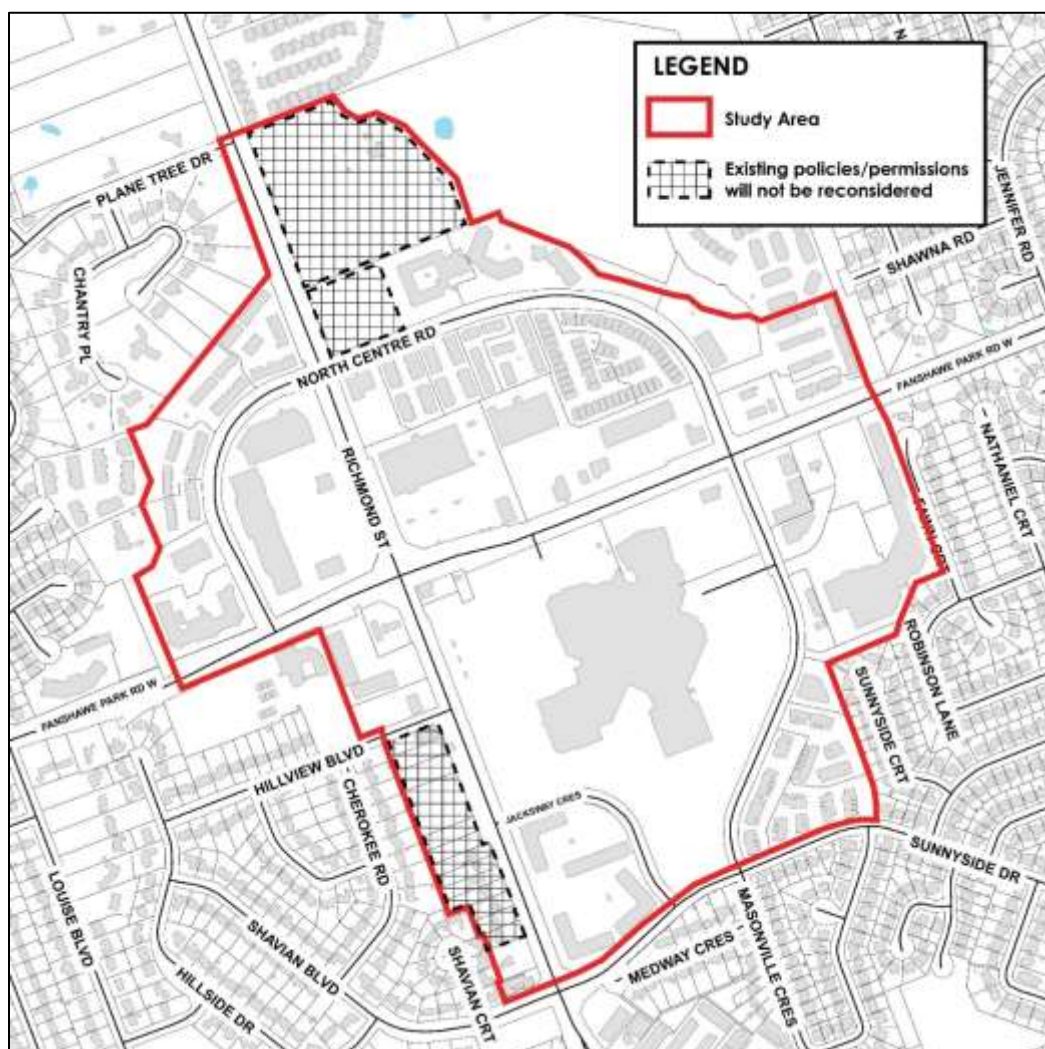 LEGEND
Study Area
Existing policies/permissions
will not be reconsidered
PLANE TREE DR
CHANTRY PL
JENNIFER RD
SHAWNA RD
NORTH CENTRE RD
FANSHAWE PARK RD W
RICHMOND ST
NATHANIEL CRT
ROBINSON LANE
SUNNYSIDE CRT
FANSHAWE PARK RD W
HILLVIEW BLVD
CHEROKEE RD
JACKSWAY CRES
SUNNYSIDE DR
LOUISE BLVD
SHAVIAN BLVD
HILLSIDE DR
SHAVIAN CRT
MEDWAY CRES
MASONVILLE CRES